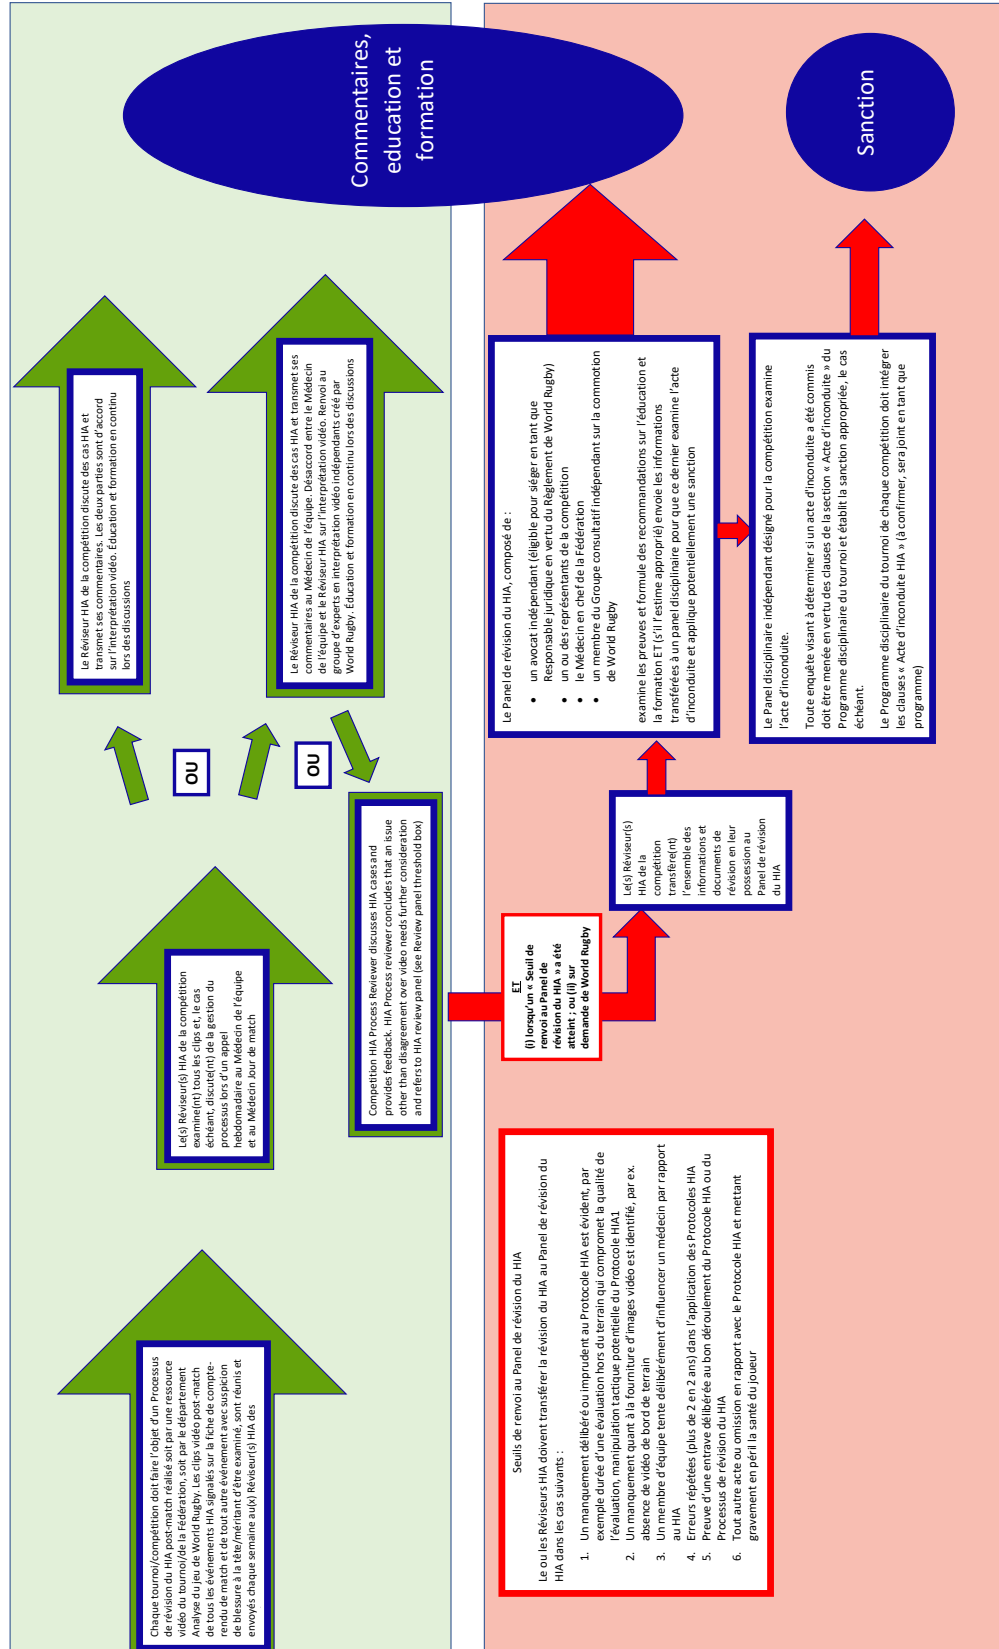 Chaque tournoi/compétition doit faire l'objet d'un Processus
de révision du HIA post-match réalisé soit par une ressource
vidéo du tournoi/de la Fédération, soit par le département
Analyse du jeu de World Rugby. Les clips vidéo post-match
de tous les événements HIA signalés sur la fiche de compte-
rendu de match et de tout autre événement avec suspicion
de blessure à la tête/méritant d'être examiné, sont réunis et
envoyés chaque semaine au(x) Réviseur(s) HIA des
Le(s) Réviseur(s) HIA de la compétition
examine(nt) tous les clips et, le cas
échéant, discute(nt) de la gestion du
processus lors d'un appel
hebdomadaire au Médecin de l'équipe
et au Médecin Jour de match
OU
OU
Le Réviseur HIA de la compétition discute des cas HIA et
transmet ses commentaires. Les deux parties sont d'accord
sur l'interprétation vidéo. Éducation et formation en continu
lors des discussions
Le Réviseur HIA de la compétition discute des cas HIA et transmet ses
commentaires au Médecin de l'équipe. Désaccord entre le Médecin
de l'équipe et le Réviseur HIA sur l'interprétation vidéo. Renvoi au
groupe d'experts en interprétation vidéo indépendants créé par
World Rugby. Éducation et formation en continu lors des discussions
Competition HIA Process Reviewer discusses HIA cases and
provides feedback. HIA Process reviewer concludes that an issue
other than disagreement over video needs further consideration
and refers to HIA review panel (see Review panel threshold box)
Commentaires,
education et
formation
Seuils de renvoi au Panel de révision du HIA
Le ou les Réviseurs HIA doivent transférer la révision du HIA au Panel de révision du
HIA dans les cas suivants :
1. Un manquement délibéré ou imprudent au Protocole HIA est évident, par
exemple durée d'une évaluation hors du terrain qui compromet la qualité de
l'évaluation, manipulation tactique potentielle du Protocole HIA1
2. Un manquement quant à la fourniture d'images vidéo est identifié, par ex.
absence de vidéo de bord de terrain
3. Un membre d'équipe tente délibérément d'influencer un médecin par rapport
au HIA
4. Erreurs répétées (plus de 2 en 2 ans) dans l'application des Protocoles HIA
5. Preuve d'une entrave délibérée au bon déroulement du Protocole HIA ou du
Processus de révision du HIA
6. Tout autre acte ou omission en rapport avec le Protocole HIA et mettant
gravement en péril la santé du joueur
ET
(i) lorsqu'un « Seuil de
renvoi au Panel de
révision du HIA » a été
atteint ; ou (ii) sur
demande de World Rugby
Le(s) Réviseur(s)
HIA de la
compétition
transfère(nt)
l'ensemble des
informations et
documents de
révision en leur
possession au
Panel de révision
du HIA
Le Panel de révision du HIA, composé de :
• un avocat indépendant (éligible pour siéger en tant que
Responsable juridique en vertu du Règlement de World Rugby)
• un ou des représentants de la compétition
• le Médecin en chef de la Fédération
• un membre du Groupe consultatif indépendant sur la commotion
de World Rugby
examine les preuves et formule des recommandations sur l'éducation et
la formation ET (s'il l'estime approprié) envoie les informations
transférées à un panel disciplinaire pour que ce dernier examine l'acte
d'inconduite et applique potentiellement une sanction
Le Panel disciplinaire indépendant désigné pour la compétition examine
l'acte d'inconduite.
Toute enquête visant à déterminer si un acte d'inconduite a été commis
doit être menée en vertu des clauses de la section « Acte d'inconduite » du
Programme disciplinaire du tournoi et établit la sanction appropriée, le cas
échéant.
Le Programme disciplinaire du tournoi de chaque compétition doit intégrer
les clauses « Acte d'inconduite HIA » (à confirmer, sera joint en tant que
programme)
Sanction